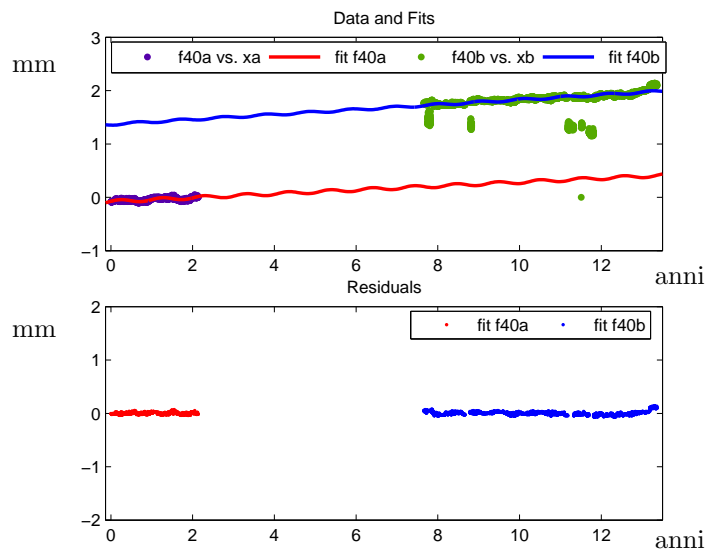 Data and Fits
mm
3
f40a vs. xa fit f40a f40b vs. xb fit f40b
2
1
0
−1
0 2 4 6 8 10 12
anni
Residuals
mm
2
fit f40a fit f40b
1
0
−1
−2
0 2 4 6 8 10 12
anni